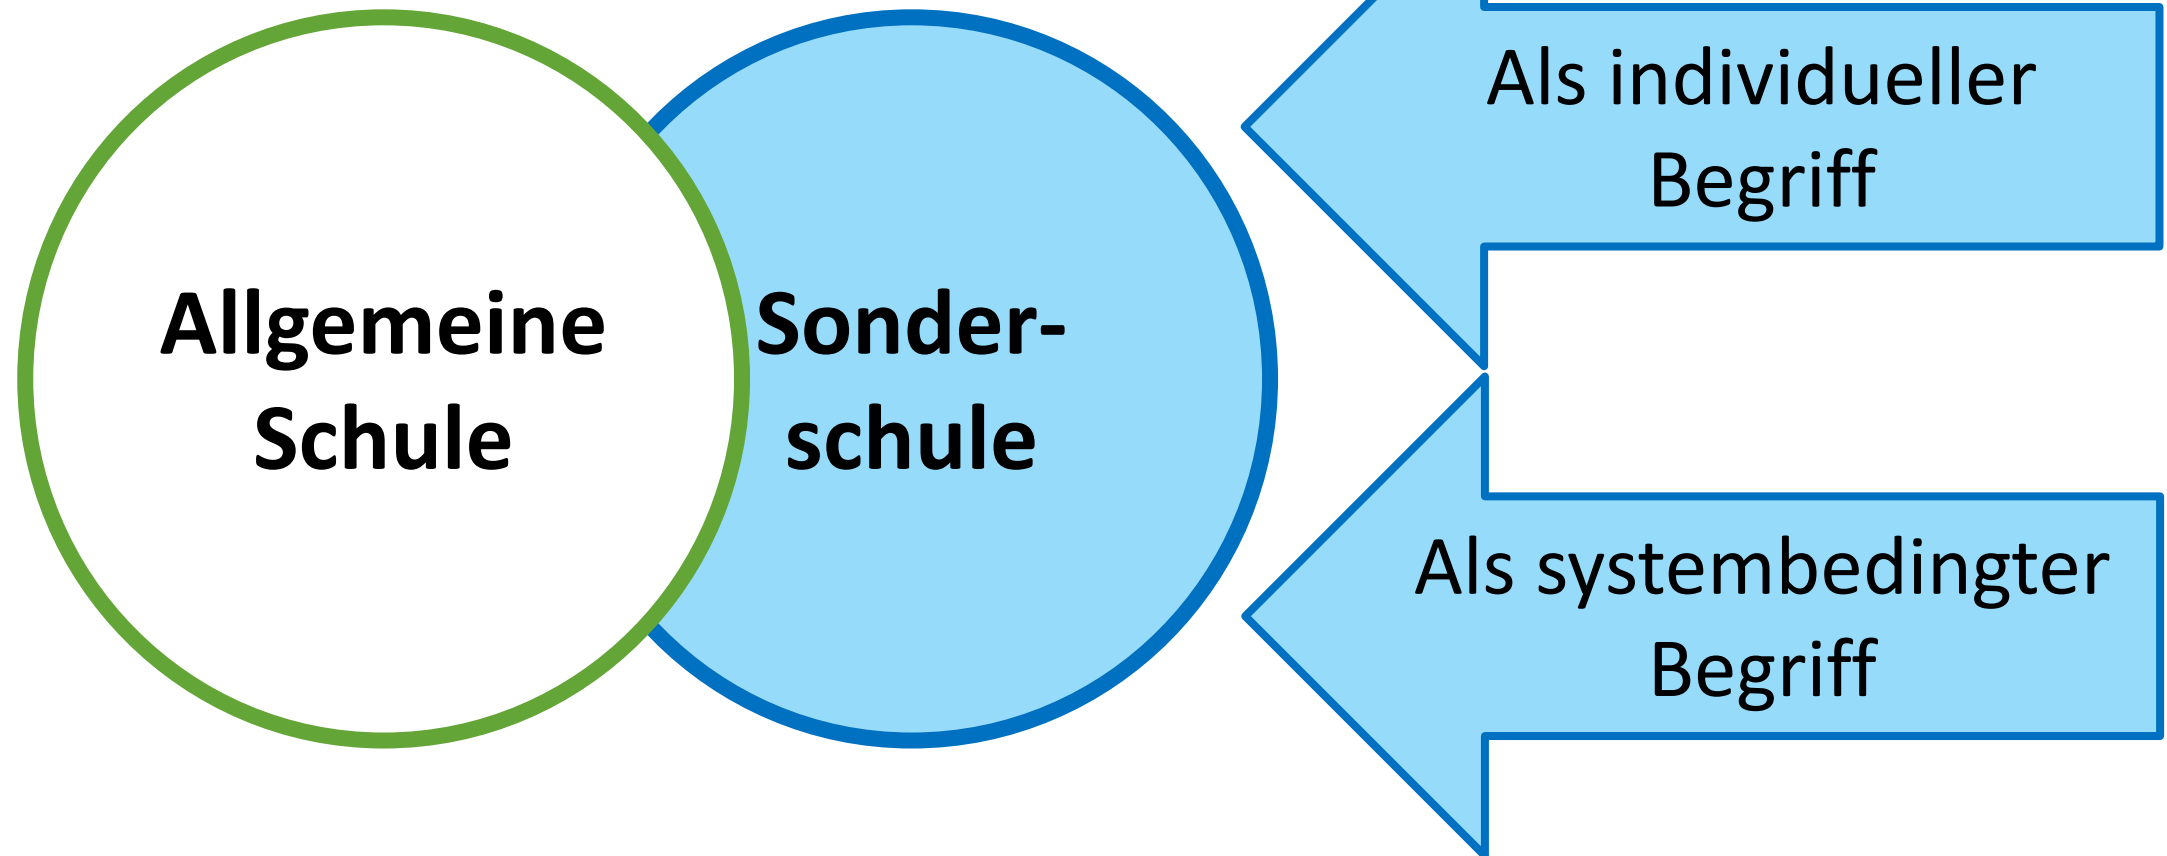 Allgemeine
Schule
Sonder-
schule
Als individueller
Begriff
Als systembedingter
Begriff